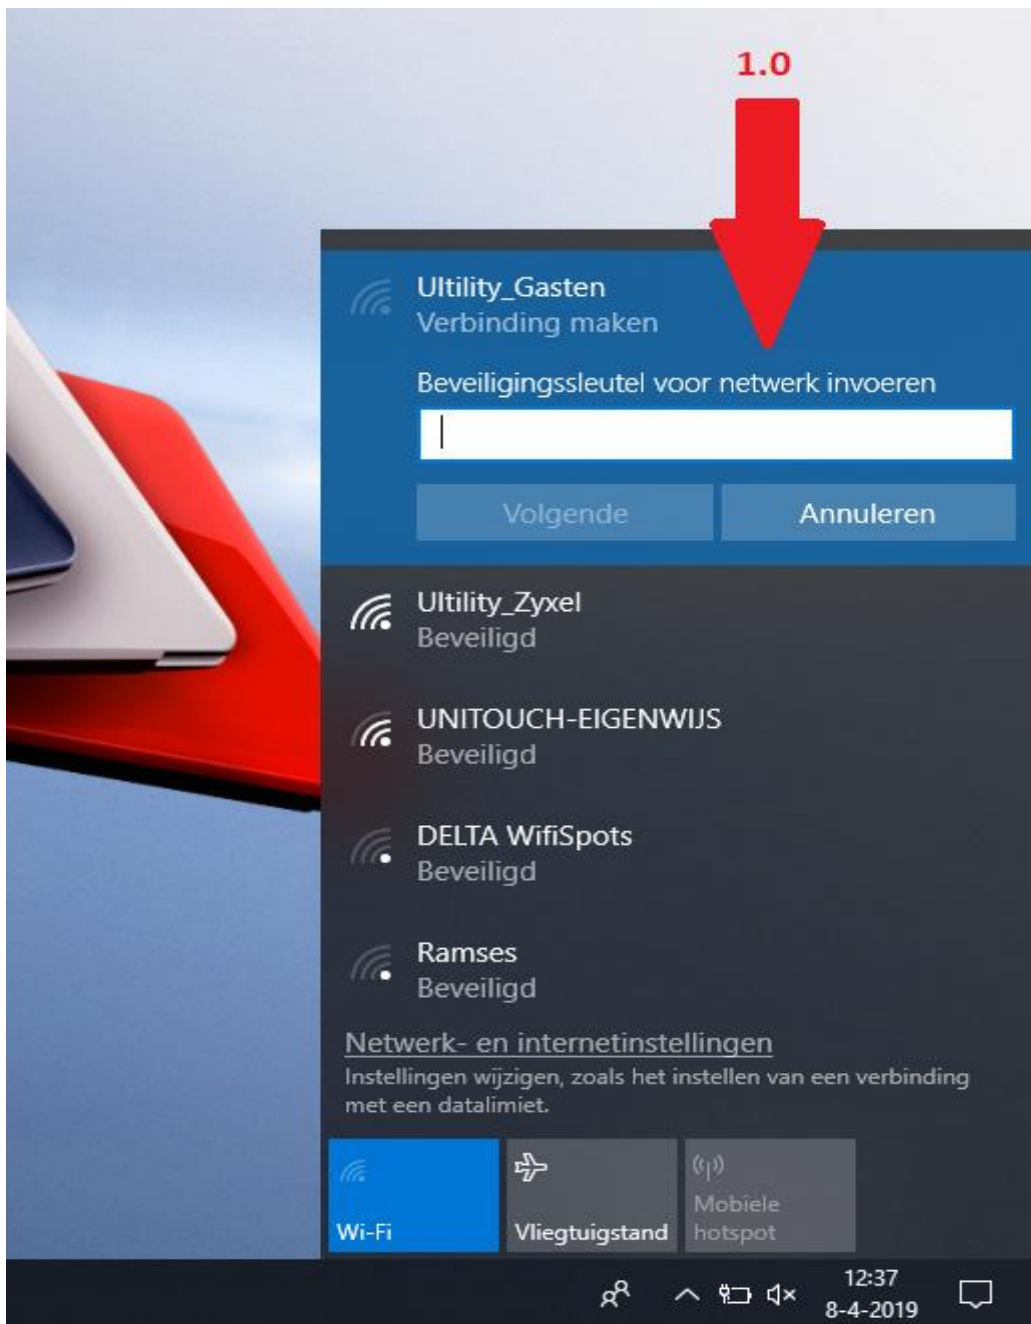 1.0
Ultility_Gasten
Verbinding maken
Beveiligingssleutel voor netwerk invoeren
Volgende
Annuleren
Ultility_Zyxel
Beveiligd
UNITOUCH-EIGENWIJS
Beveiligd
DELTA WifiSpots
Beveiligd
Ramses
Beveiligd
Netwerk- en internetinstellingen
Instellingen wijzigen, zoals het instellen van een verbinding
met een datalimiet.
Wi-Fi
Vliegtuigstand
Mobiele
hotspot
12:37
8-4-2019